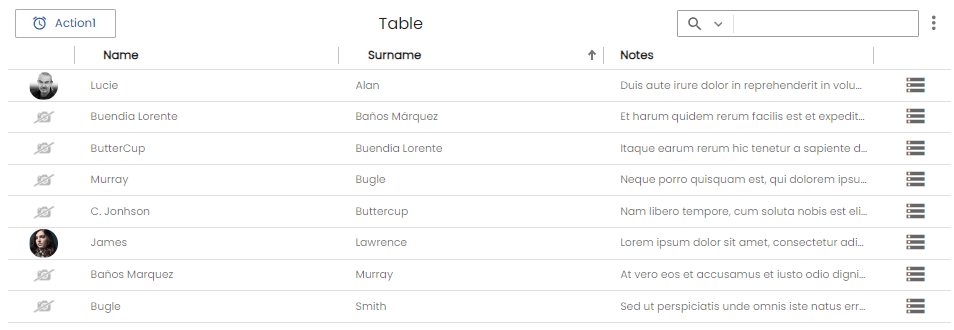 Action1 Table
Name Surname Notes
Lucie Alan Duis aute irure dolor in reprehenderit in volu...
Buendia Lorente Baños Márquez Et harum quidem rerum facilis est et expedit...
ButterCup Buendia Lorente Itaque earum rerum hic tenetur a sapiente d...
Murray Bugle Neque porro quisquam est, qui dolorem ipsu...
C. Jonhson Buttercup Nam libero tempore, cum soluta nobis est eli...
James Lawrence Lorem ipsum dolor sit amet, consectetur adi...
Baños Marquez Murray At vero eos et accusamus et iusto odio digni...
Bugle Smith Sed ut perspiciatis unde omnis iste natus err...